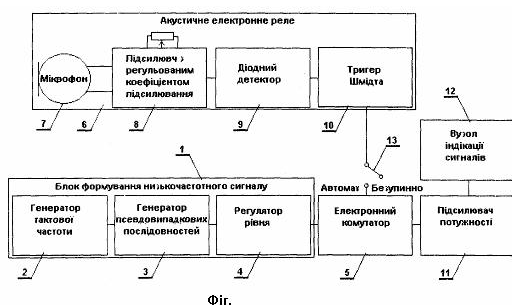 Акустичне електронне реле
Мікрофон
Підсилювач з
регульованим
коефіцієнтом
підсилювання
Діодний
детектор
Тригер
Шмідта
7
6
8
9
10
12
13
Вузол
індикації
сигналів
1
Блок формування низькочастотного сигналу
Автомат
Безупинно
Генератор
тактової
частоти
Генератор
псевдовипадкових
послідовностей
Регулятор
рівня
Електронний
комутатор
Підсилювач
потужності
2
3
4
5
11
Фіг.